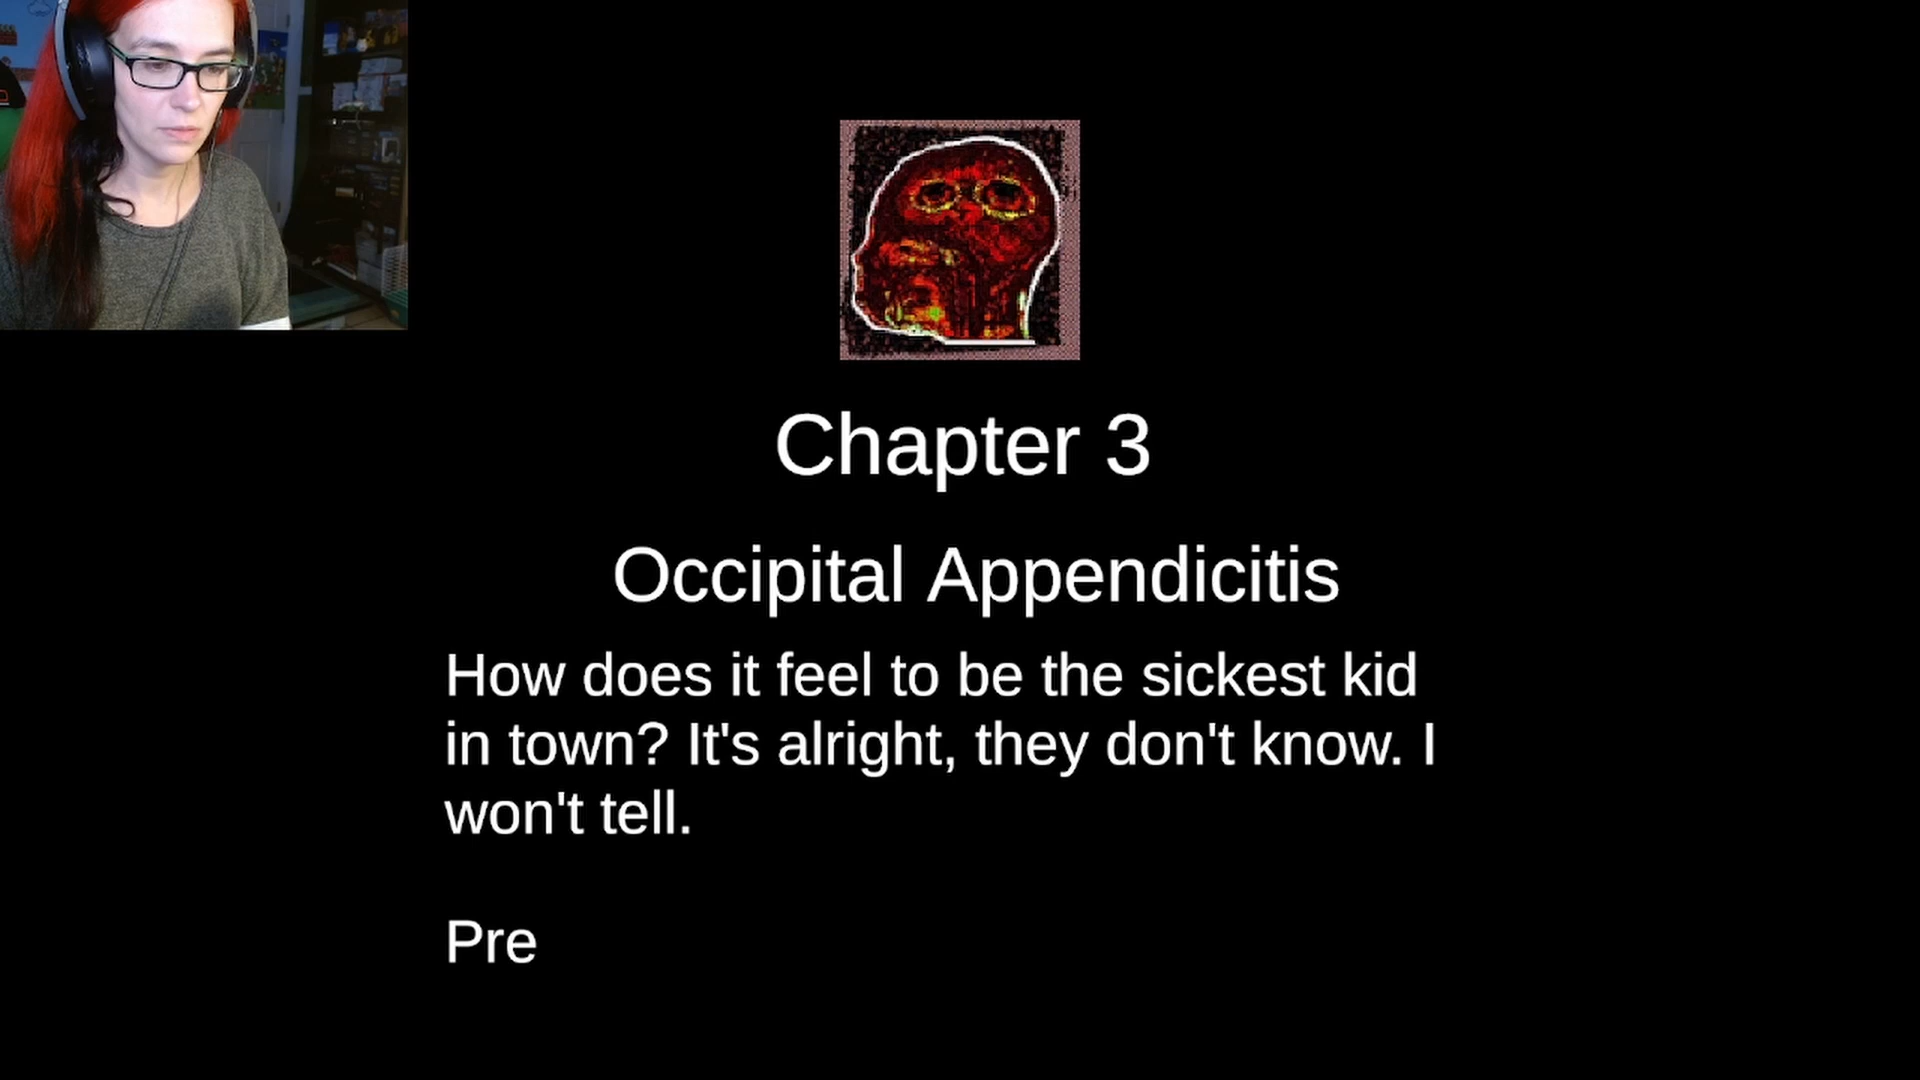 Chapter 3
Occipital Appendicitis
How does it feel to be the sickest kid
in town? It's alright, they don't know. I
won't tell.
Pre